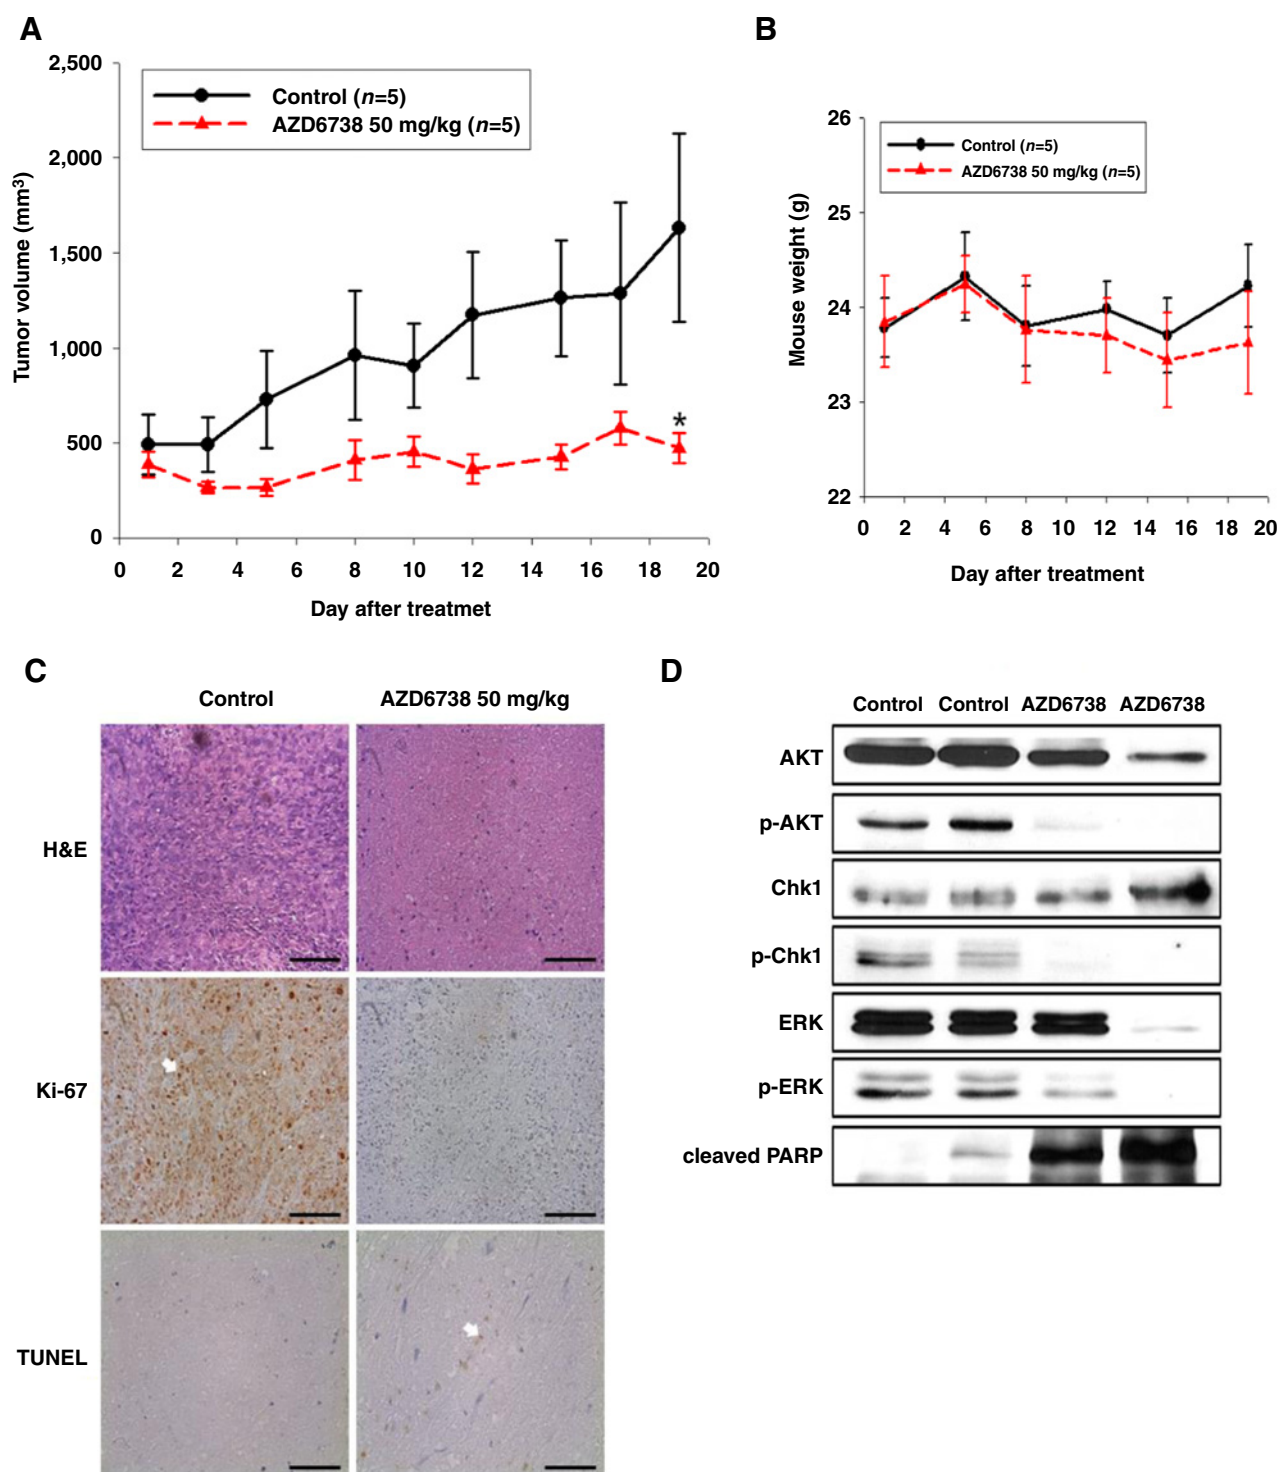 A
2,500
2,000
1,500
1,000
500
0
Tumor volume (mm³)
Control (n=5)
AZD6738 50 mg/kg (n=5)
*
0 2 4 6 8 10 12 14 16 18 20
Day after treatmet
B
26
25
24
23
22
Mouse weight (g)
Control (n=5)
AZD6738 50 mg/kg (n=5)
0 2 4 6 8 10 12 14 16 18 20
Day after treatment
C
Control AZD6738 50 mg/kg
H&E
Ki-67
TUNEL
D
Control Control AZD6738 AZD6738
AKT
p-AKT
Chk1
p-Chk1
ERK
p-ERK
cleaved PARP